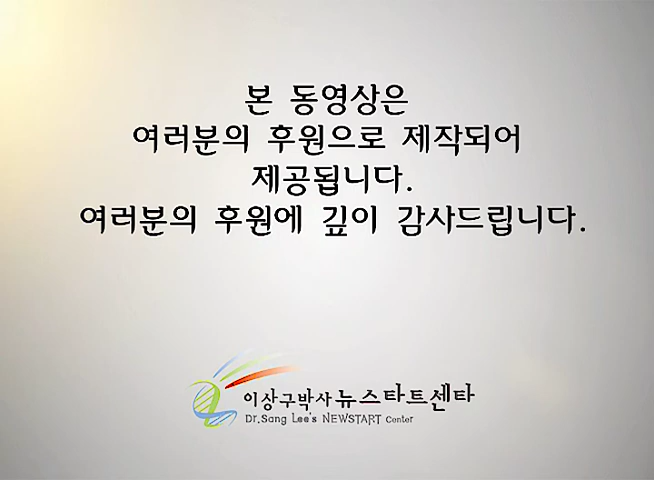 본 동영상은
여러분의 후원으로 제작되어
제공됩니다.
여러분의 후원에 깊이 감사드립니다.
이상구박사 뉴스타트센타
Dr.Sang Lee's NEWSTART Center